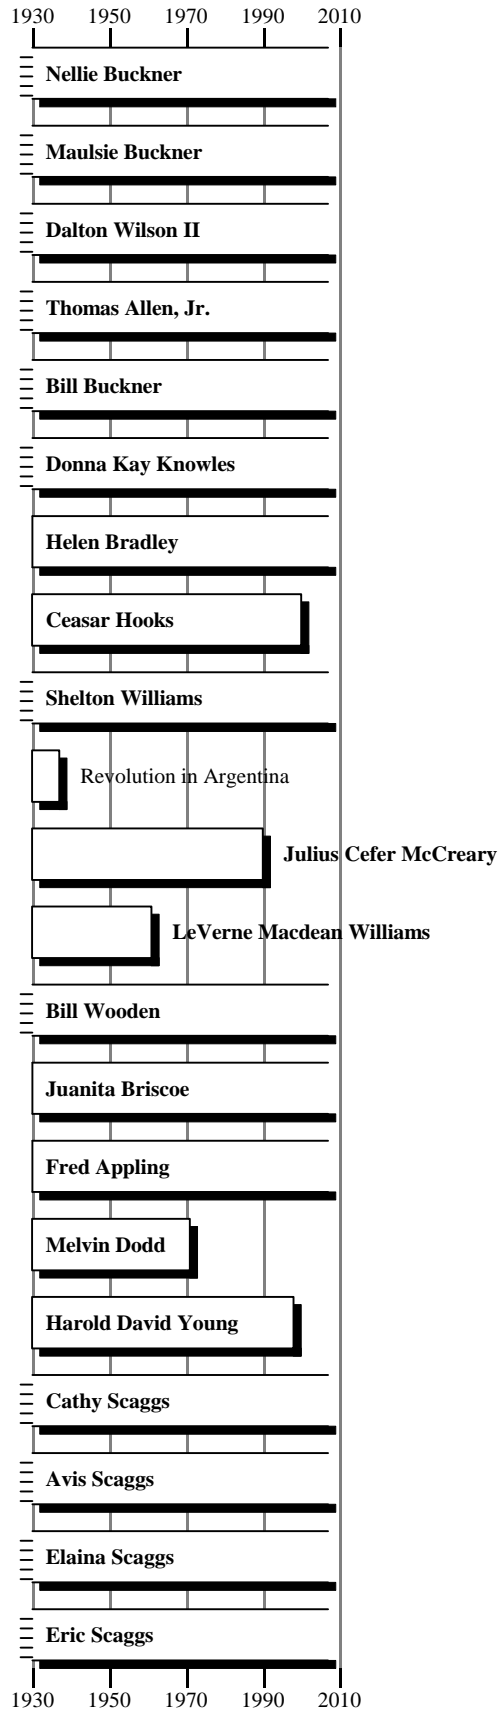 1930 1950 1970 1990 2010
Nellie Buckner
Maulsie Buckner
Dalton Wilson II
Thomas Allen, Jr.
Bill Buckner
Donna Kay Knowles
Helen Bradley
Ceasar Hooks
Shelton Williams
Revolution in Argentina
Julius Cefer McCreary
LeVerne Macdean Williams
Bill Wooden
Juanita Briscoe
Fred Appling
Melvin Dodd
Harold David Young
Cathy Scaggs
Avis Scaggs
Elaina Scaggs
Eric Scaggs
1930 1950 1970 1990 2010